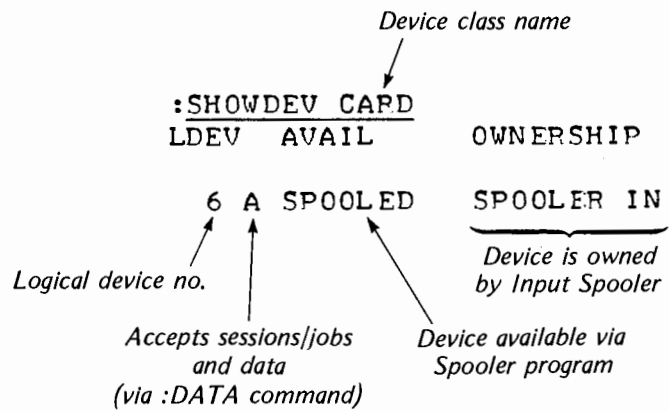 Device class name
:SHOWDEV CARD
LDEV AVAIL OWNERSHIP
6 A SPOOLED SPOOLER IN
Logical device no.
Device is owned
by Input Spooler
Accepts sessions/jobs
and data
(via :DATA command)
Device available via
Spooler program